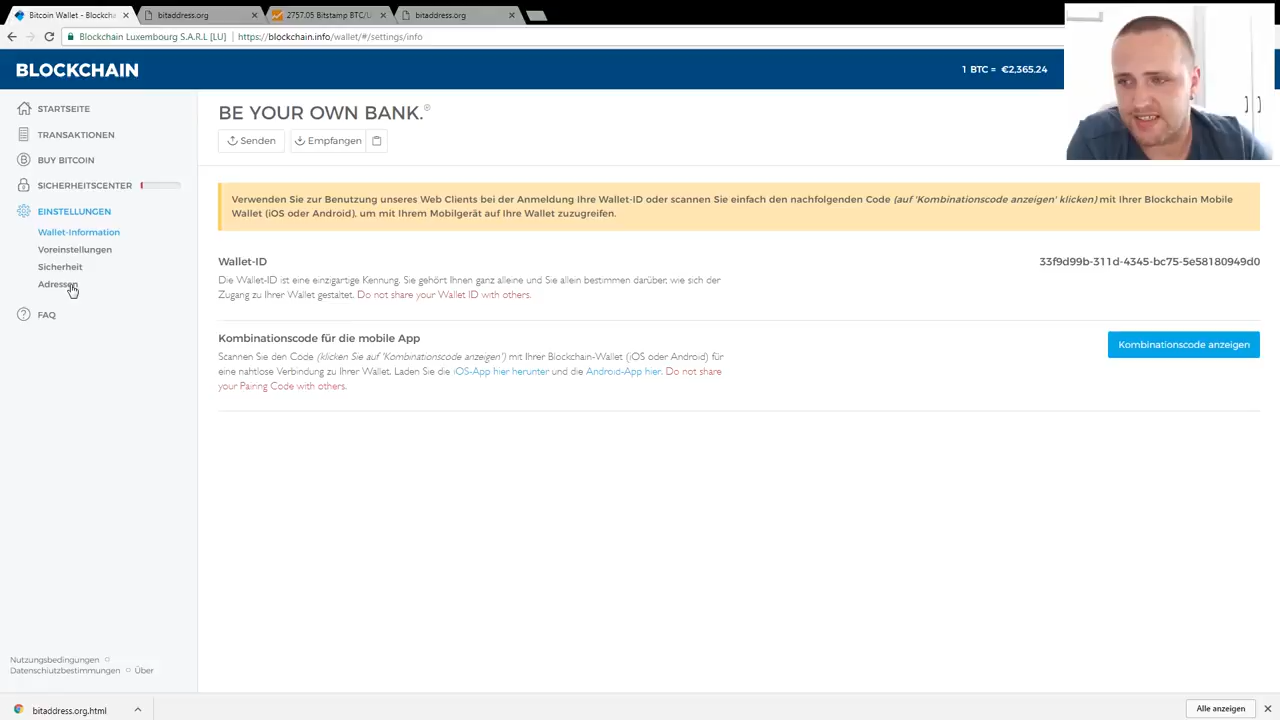 Bitcoin Wallet - Blockcha
bitaddress.org
2757.05 Bitstamp BTC/U
bitaddress.org
Blockchain Luxembourg S.A.R.L [LU]
https://blockchain.info/wallet/#/settings/info
BLOCKCHAIN
1 BTC = €2,365.24
STARTSEITE
TRANSAKTIONEN
BUY BITCOIN
SICHERHEITSCENTER
EINSTELLUNGEN
Wallet-Information
Voreinstellungen
Sicherheit
Adressen
FAQ
BE YOUR OWN BANK.®
Senden
Empfangen
Verwenden Sie zur Benutzung unseres Web Clients bei der Anmeldung Ihre Wallet-ID oder scannen Sie einfach den nachfolgenden Code (auf 'Kombinationscode anzeigen' klicken) mit Ihrer Blockchain Mobile
Wallet (iOS oder Android), um mit Ihrem Mobilgerät auf Ihre Wallet zuzugreifen.
Wallet-ID
33f9d99b-311d-4345-bc75-5e58180949d0
Die Wallet-ID ist eine einzigartige Kennung. Sie gehört Ihnen ganz alleine und Sie allein bestimmen darüber, wie sich der
Zugang zu Ihrer Wallet gestaltet. Do not share your Wallet ID with others.
Kombinationscode für die mobile App
Kombinationscode anzeigen
Scannen Sie den Code (klicken Sie auf 'Kombinationscode anzeigen') mit Ihrer Blockchain-Wallet (iOS oder Android) für
eine nahtlose Verbindung zu Ihrer Wallet. Laden Sie die iOS-App hier herunter und die Android-App hier. Do not share
your Pairing Code with others.
Nutzungsbedingungen
Datenschutzbestimmungen
Über
bitaddress.org.html
Alle anzeigen